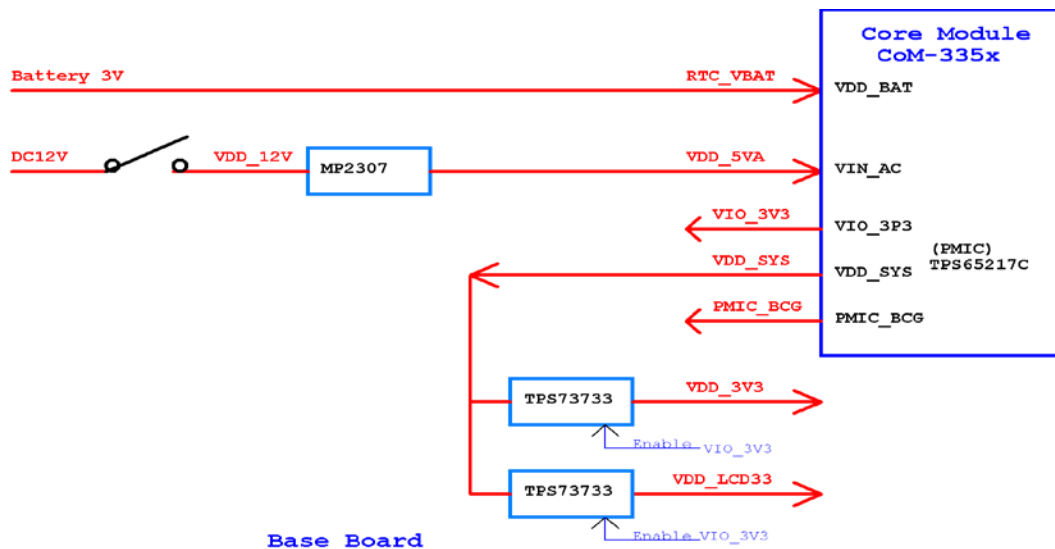 Core Module
CoM-335x
Battery 3V
RTC_VBAT
VDD_BAT
DC12V
VDD_12V
MP2307
VDD_5VA
VIN_AC
VIO_3V3
VIO_3P3
(PMIC)
TPS65217C
VDD_SYS
VDD_SYS
PMIC_BCG
PMIC_BCG
TPS73733
VDD_3V3
Enable
VIO_3V3
TPS73733
VDD_LCD33
Enable
VIO_3V3
Base Board